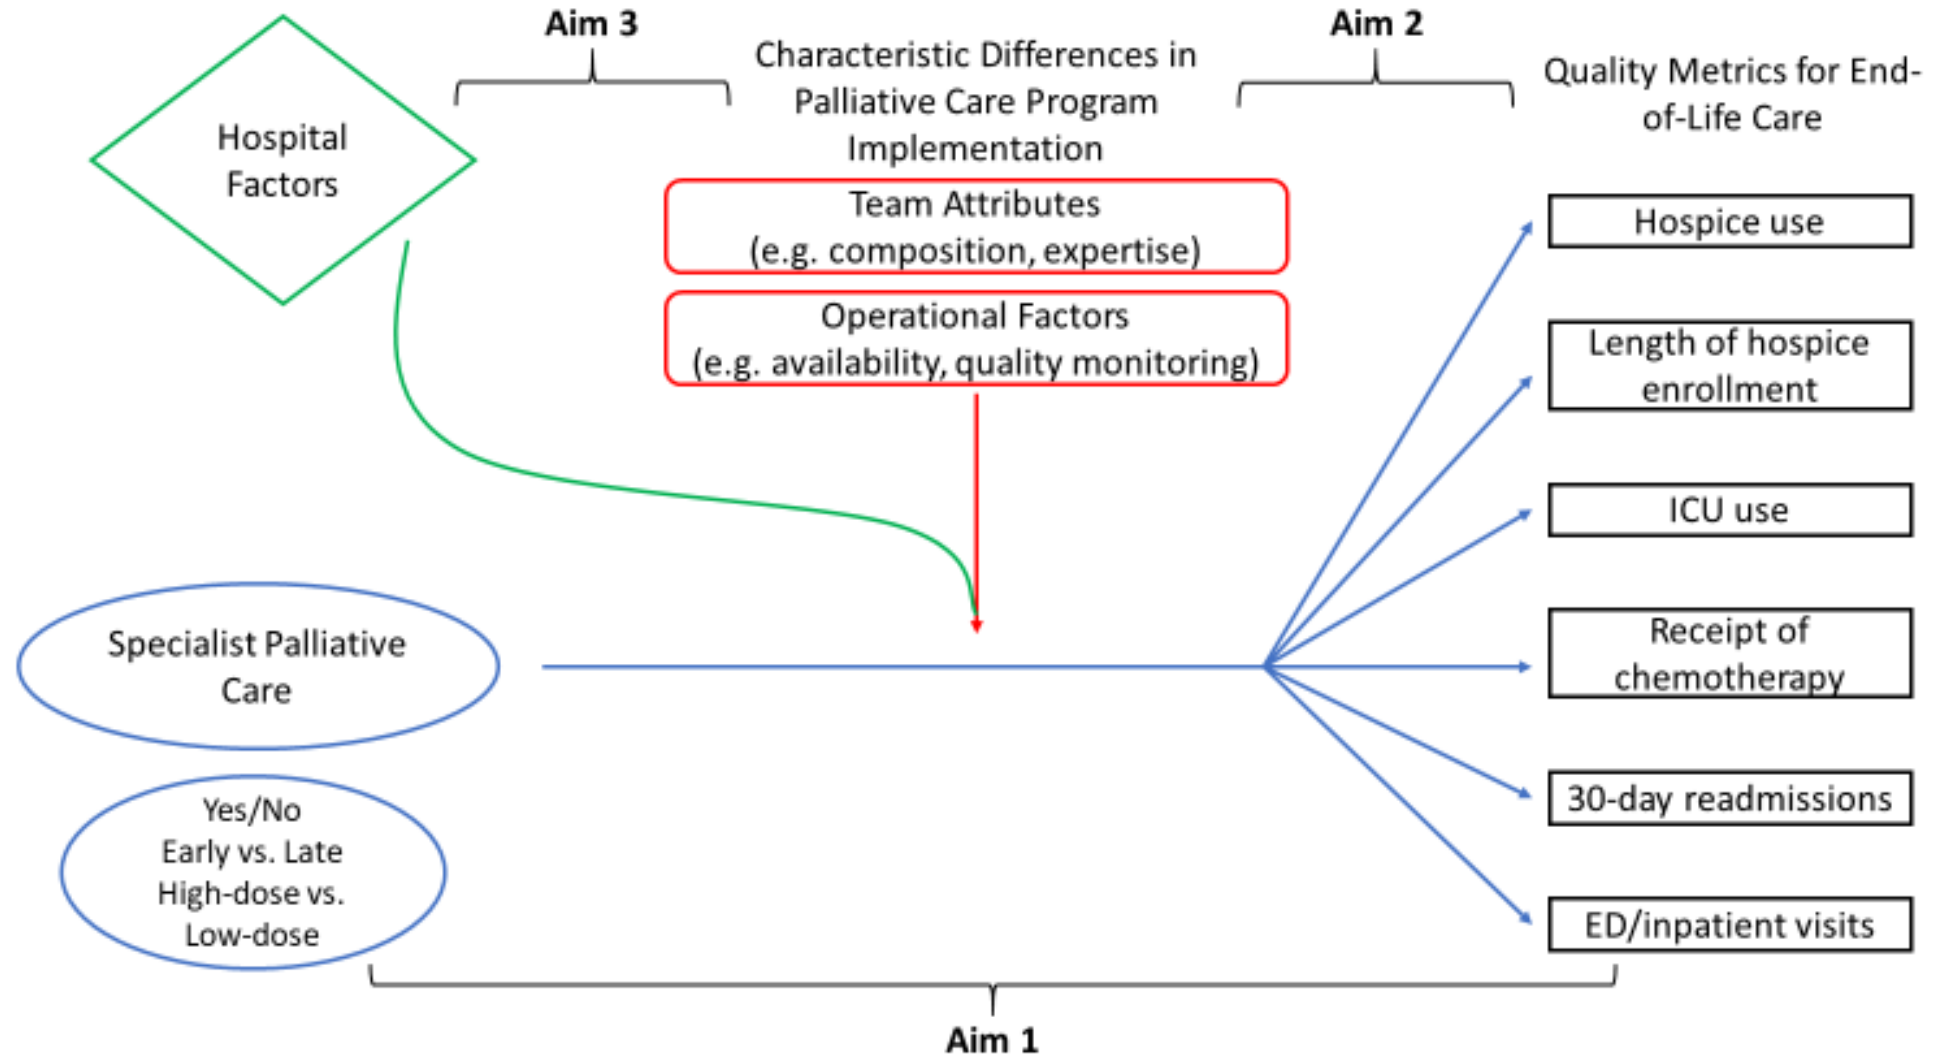 Aim 3
Aim 2
Characteristic Differences in
Palliative Care Program
Implementation
Quality Metrics for End-
of-Life Care
Hospital
Factors
Team Attributes
(e.g. composition, expertise)
Operational Factors
(e.g. availability, quality monitoring)
Hospice use
Length of hospice
enrollment
ICU use
Specialist Palliative
Care
Receipt of
chemotherapy
30-day readmissions
Yes/No
Early vs. Late
High-dose vs.
Low-dose
ED/inpatient visits
Aim 1